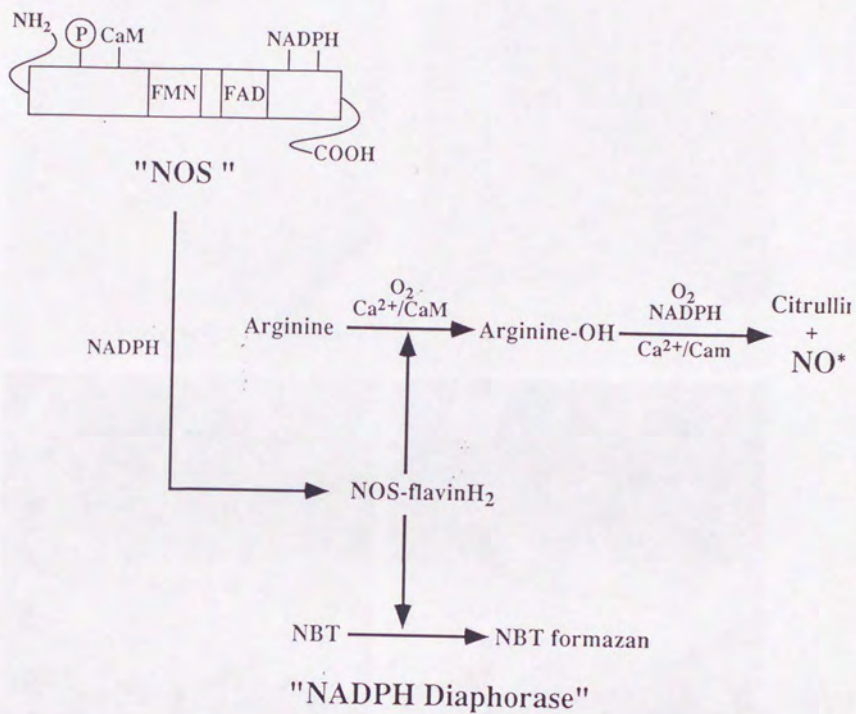 NH₂
P CaM NADPH
FMN FAD
COOH
"NOS "
O₂
Ca²⁺/CaM
Arginine Arginine-OH
O₂
NADPH
Ca²⁺/Cam
Citrullin
+
NO*
NADPH
NOS-flavinH₂
NBT NBT formazan
"NADPH Diaphorase"